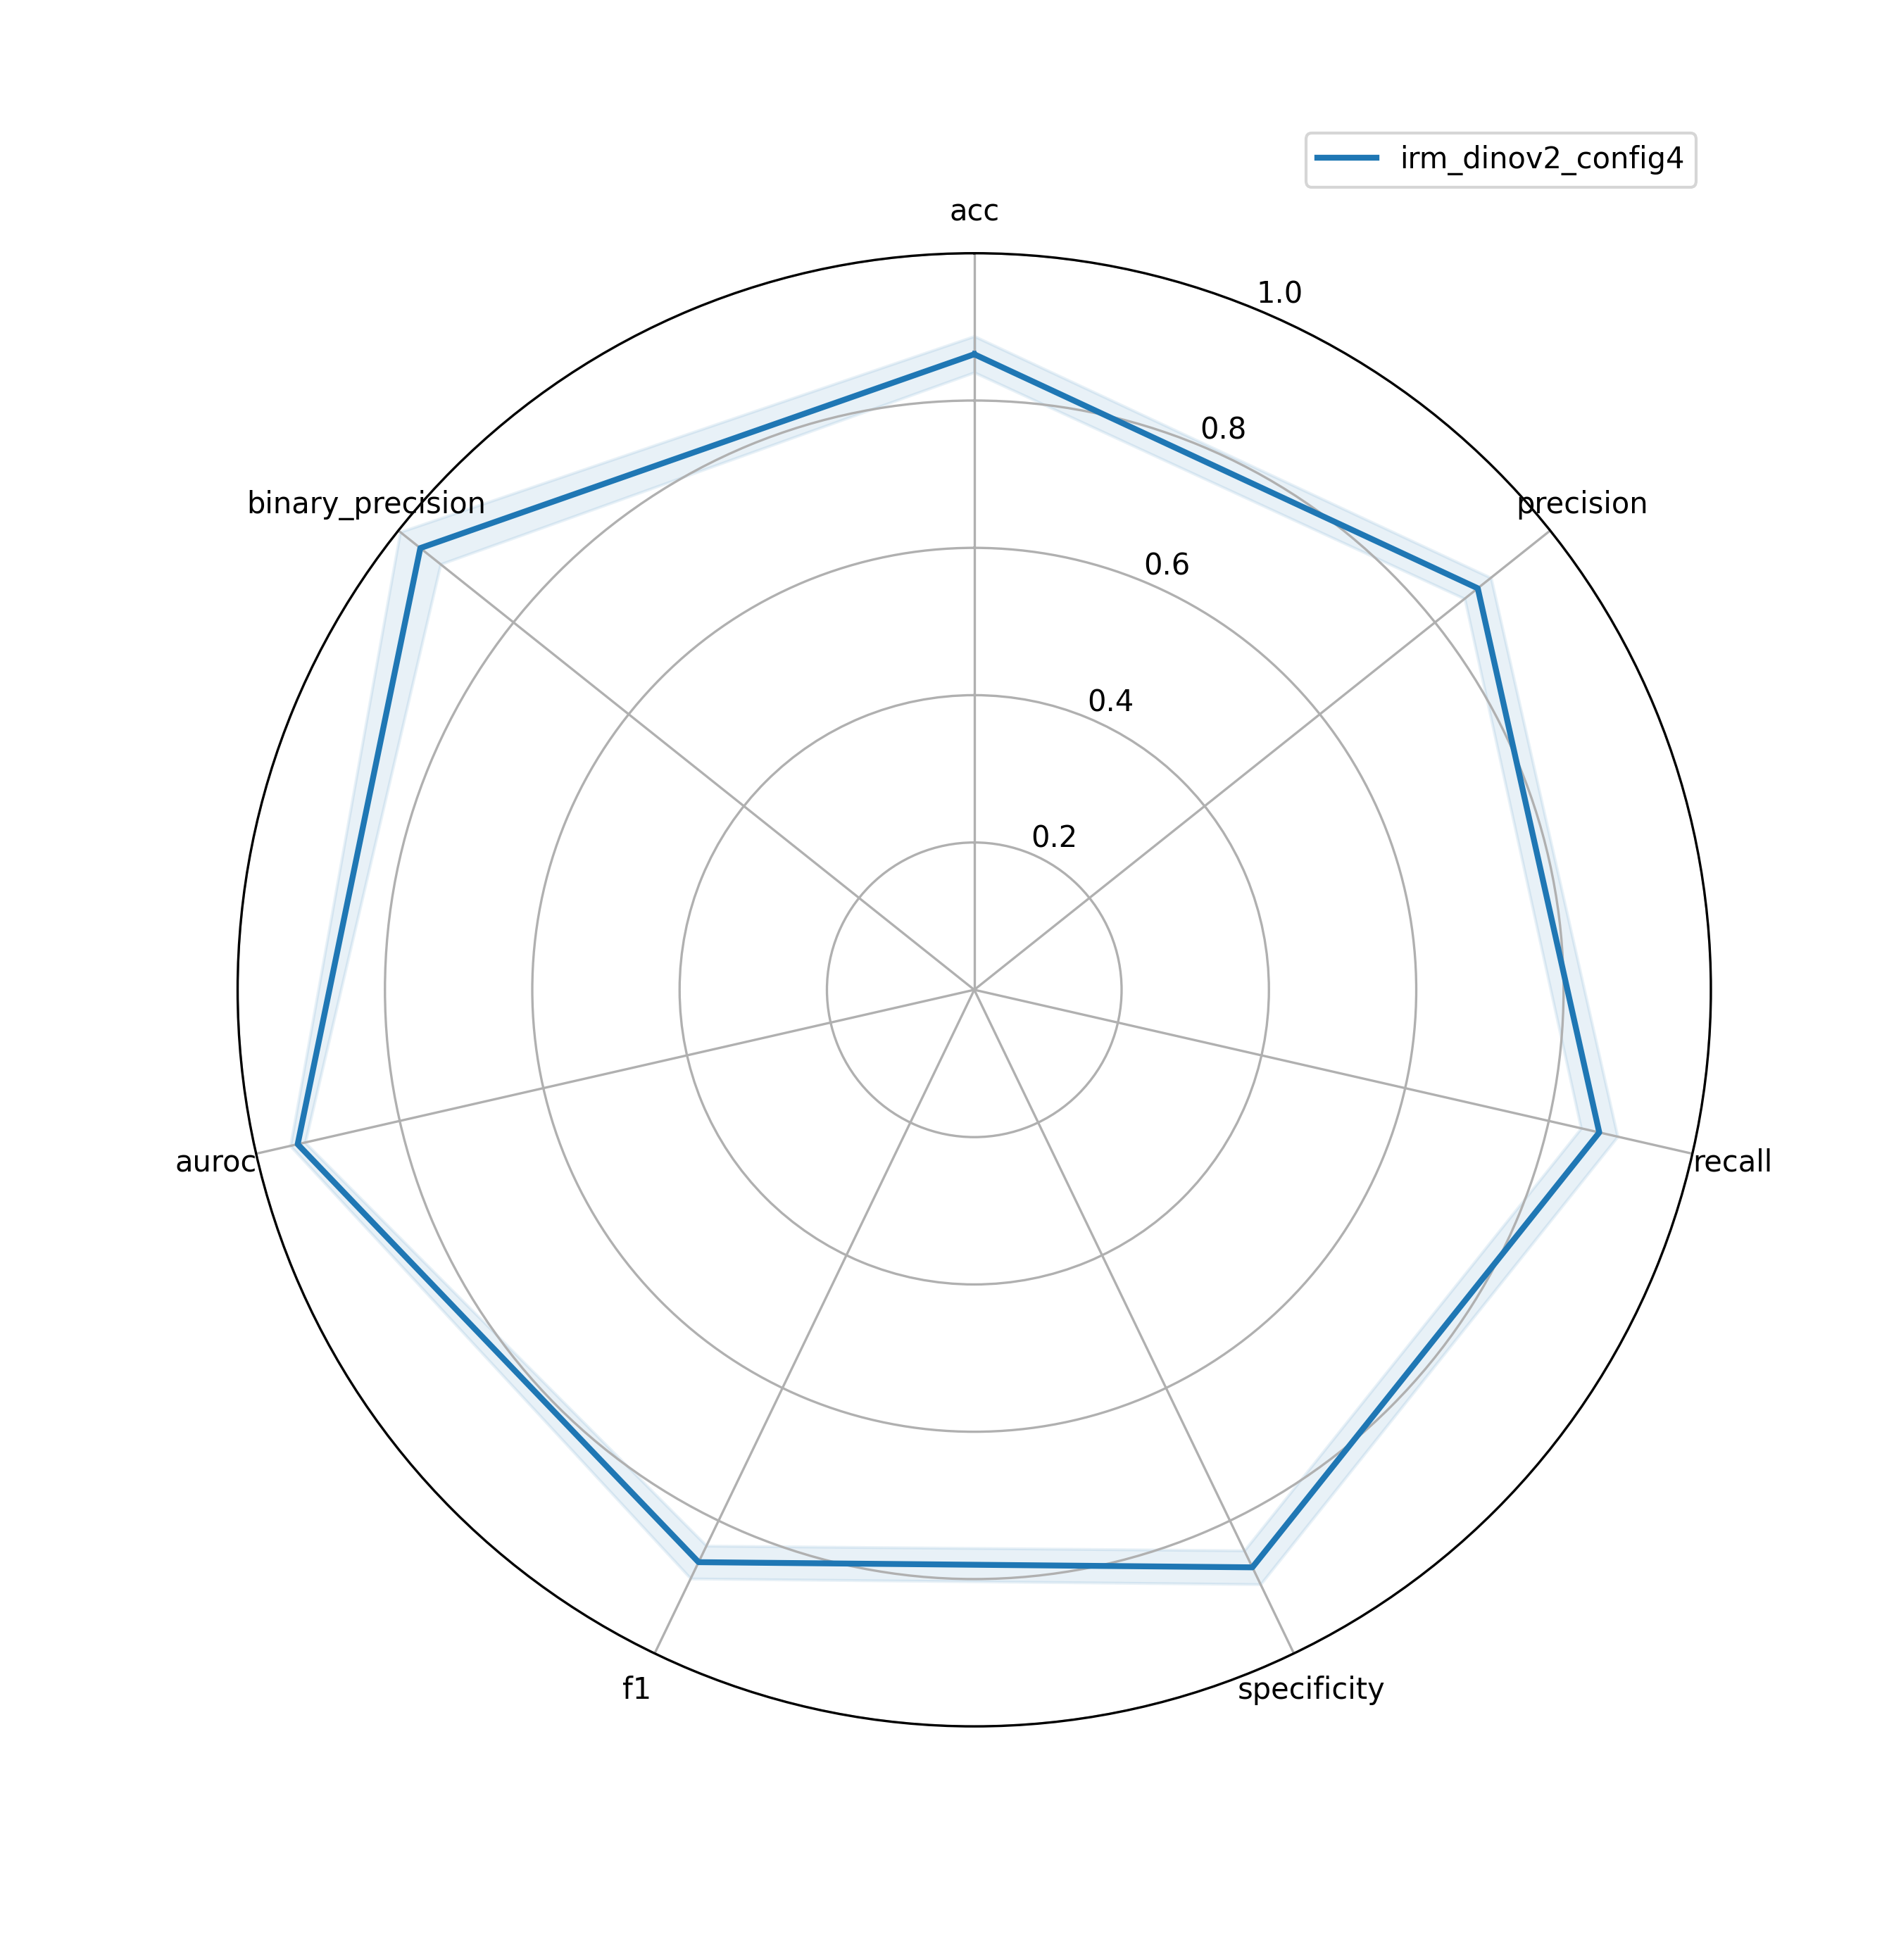 irm_dinov2_config4
acc
1.0
0.8
binary_precision
precision
0.6
0.4
0.2
auroc
recall
f1
specificity